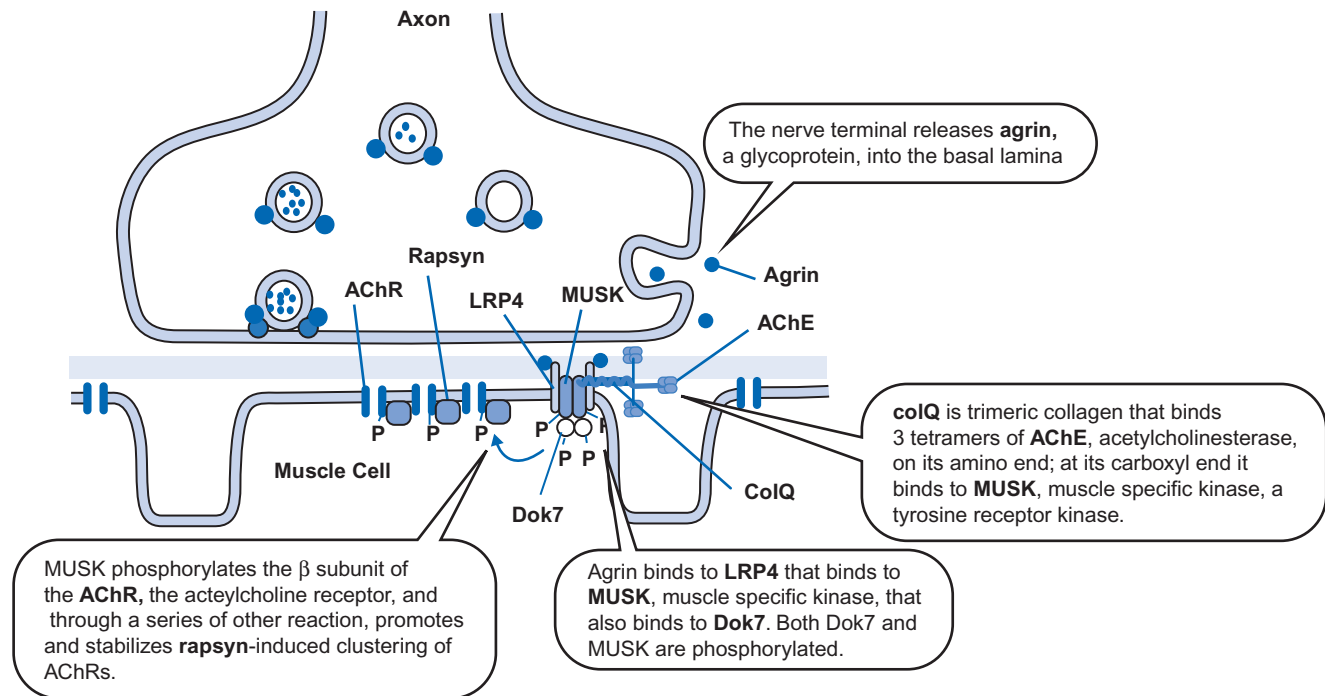 Axon
The nerve terminal releases agrin,
a glycoprotein, into the basal lamina
Rapsyn
AChR
LRP4
MUSK
Agrin
AChE
P
P
P
P
P
P
P
Muscle Cell
Dok7
ColQ
colQ is trimeric collagen that binds
3 tetramers of AChE, acetylcholinesterase,
on its amino end; at its carboxyl end it
binds to MUSK, muscle specific kinase, a
tyrosine receptor kinase.
MUSK phosphorylates the β subunit of
the AChR, the acteylcholine receptor, and
through a series of other reaction, promotes
and stabilizes rapsyn-induced clustering of
AChRs.
Agrin binds to LRP4 that binds to
MUSK, muscle specific kinase, that
also binds to Dok7. Both Dok7 and
MUSK are phosphorylated.